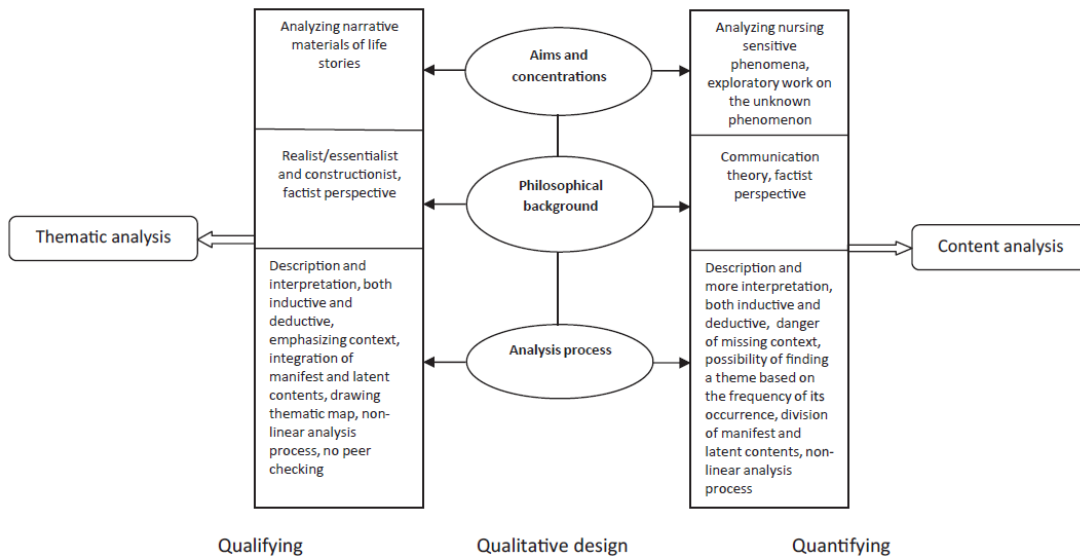 Analyzing narrative
materials of life
stories
Aims and
concentrations
Analyzing nursing
sensitive
phenomena,
exploratory work on
the unknown
phenomenon
Realist/essentialist
and constructionist,
factist perspective
Philosophical
background
Communication
theory, factist
perspective
Thematic analysis
Content analysis
Description and
interpretation, both
inductive and
deductive,
emphasizing context,
integration of
manifest and latent
contents, drawing
thematic map, non-
linear analysis
process, no peer
checking
Analysis process
Description and
more interpretation,
both inductive and
deductive, danger
of missing context,
possibility of finding
a theme based on
the frequency of its
occurrence, division
of manifest and
latent contents, non-
linear analysis
process
Qualifying
Qualitative design
Quantifying